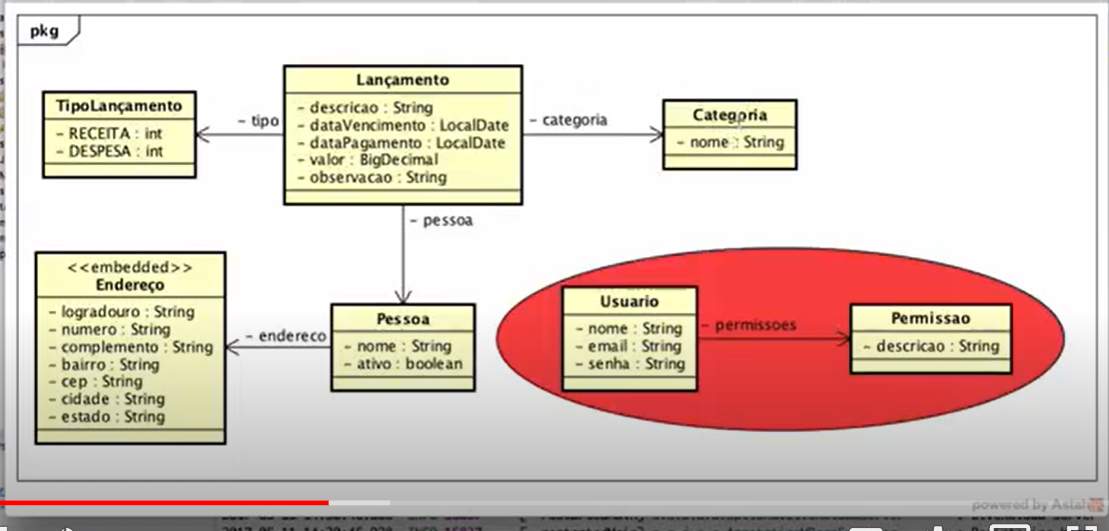 pkg
Lançamento
- descricao : String
- dataVencimento : LocalDate
- dataPagamento : LocalDate
- valor : BigDecimal
- observacao : String
TipoLançamento
- RECEITA : int
- DESPESA : int
- tipo
- categoria
Categoria
- nome : String
- pessoa
<<embedded>>
Endereço
- logradouro : String
- numero : String
- complemento : String
- bairro : String
- cep : String
- cidade : String
- estado : String
- endereco
Pessoa
- nome : String
- ativo : boolean
Usuario
- nome : String
- email : String
- senha : String
- permissoes
Permissao
- descricao : String
powered by Astah